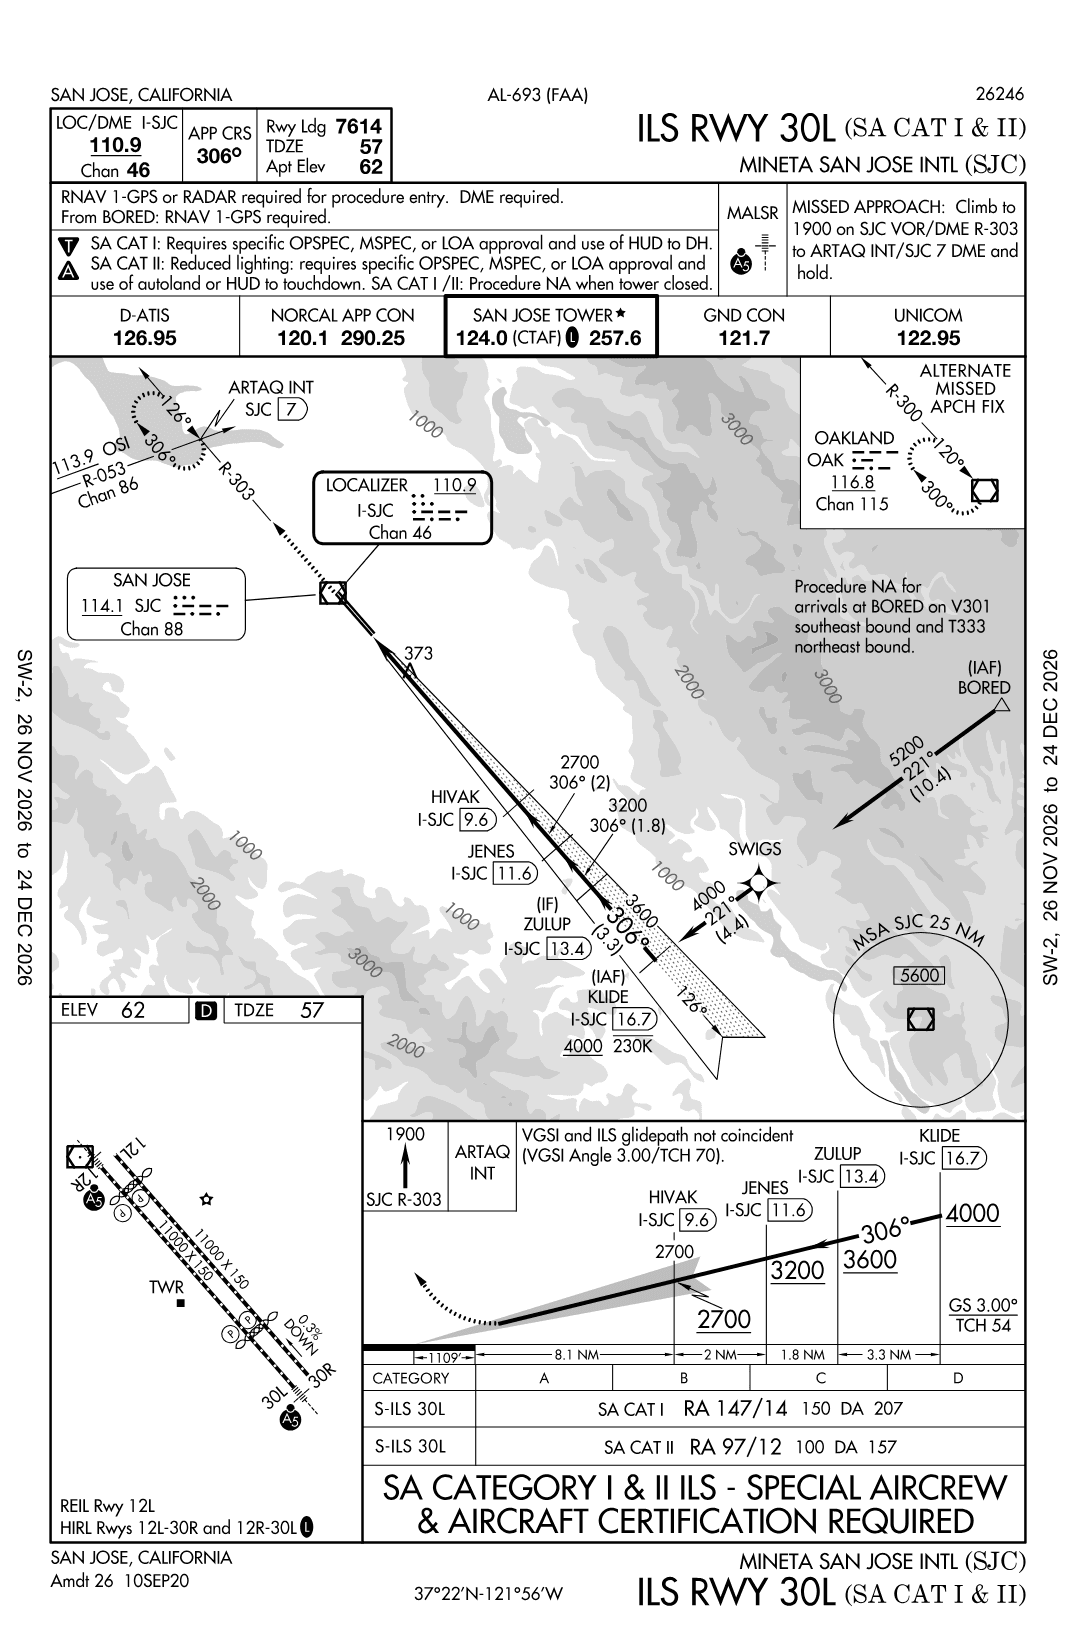 SAN JOSE, CALIFORNIA
AL-693 (FAA)
26246
LOC/DME I-SJC
110.9
Chan 46
APP CRS
306°
Rwy Ldg 7614
TDZE 57
Apt Elev 62
ILS RWY 30L (SA CAT I & II)
MINETA SAN JOSE INTL (SJC)
RNAV 1-GPS or RADAR required for procedure entry. DME required.
From BORED: RNAV 1-GPS required.
T
A
SA CAT I: Requires specific OPSPEC, MSPEC, or LOA approval and use of HUD to DH.
SA CAT II: Reduced lighting: requires specific OPSPEC, MSPEC, or LOA approval and
use of autoland or HUD to touchdown. SA CAT I /II: Procedure NA when tower closed.
MALSR
A5
MISSED APPROACH: Climb to
1900 on SJC VOR/DME R-303
to ARTAQ INT/SJC 7 DME and
hold.
D-ATIS
126.95
NORCAL APP CON
120.1 290.25
SAN JOSE TOWER★
124.0 (CTAF) L 257.6
GND CON
121.7
UNICOM
122.95
ARTAQ INT
SJC 7
126°
306°
113.9 OSI
R-053
Chan 86
R-303
1000
3000
ALTERNATE
MISSED
APCH FIX
R-300
OAKLAND
OAK
116.8
Chan 115
120°
300°
LOCALIZER 110.9
I-SJC
Chan 46
SAN JOSE
114.1 SJC
Chan 88
Procedure NA for
arrivals at BORED on V301
southeast bound and T333
northeast bound.
373
2000
3000
(IAF)
BORED
5200
221°
(10.4)
2700
306° (2)
HIVAK
I-SJC 9.6
3200
306° (1.8)
JENES
I-SJC 11.6
SWIGS
4000
221°
(4.4)
1000
1000
2000
1000
3000
2000
(IF)
ZULUP
I-SJC 13.4
3600
306°
(3.3)
(IAF)
KLIDE
I-SJC 16.7
4000 230K
126°
MSA SJC 25 NM
5600
SW-2, 26 NOV 2026 to 24 DEC 2026
SW-2, 26 NOV 2026 to 24 DEC 2026
ELEV 62
D
TDZE 57
12L
12R
A5
P
P
11000 X 150
11000 X 150
TWR
P
P
0.3%
DOWN
30L
30R
A5
REIL Rwy 12L
HIRL Rwys 12L-30R and 12R-30L L
1900
SJC R-303
ARTAQ
INT
VGSI and ILS glidepath not coincident
(VGSI Angle 3.00/TCH 70).
KLIDE
I-SJC 16.7
ZULUP
I-SJC 13.4
JENES
I-SJC 11.6
HIVAK
I-SJC 9.6
2700
306°
4000
3600
3200
2700
GS 3.00°
TCH 54
1109'
8.1 NM
2 NM
1.8 NM
3.3 NM
CATEGORY
A
B
C
D
S-ILS 30L
SA CAT I RA 147/14 150 DA 207
S-ILS 30L
SA CAT II RA 97/12 100 DA 157
SA CATEGORY I & II ILS - SPECIAL AIRCREW
& AIRCRAFT CERTIFICATION REQUIRED
SAN JOSE, CALIFORNIA
Amdt 26 10SEP20
37°22'N-121°56'W
MINETA SAN JOSE INTL (SJC)
ILS RWY 30L (SA CAT I & II)